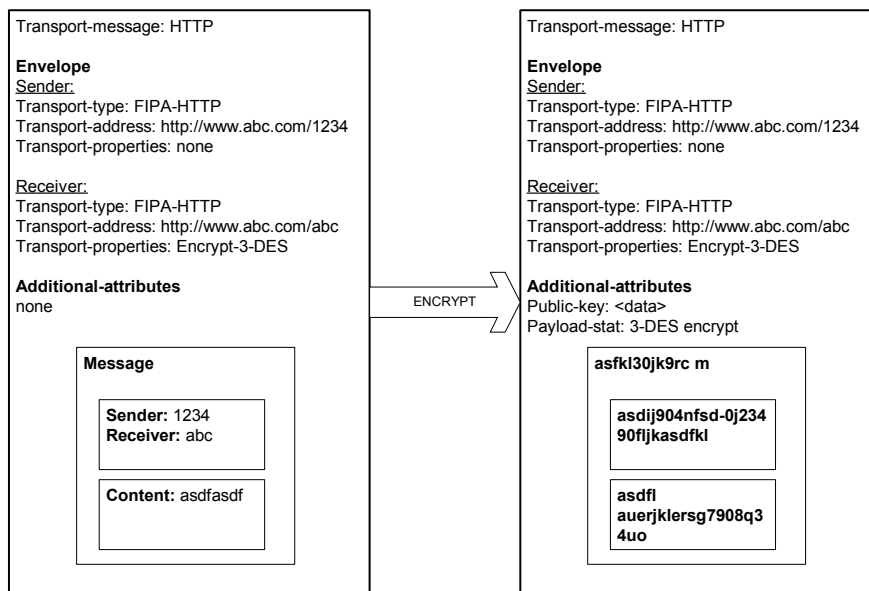 Transport-message: HTTP
Envelope
Sender:
Transport-type: FIPA-HTTP
Transport-address: http://www.abc.com/1234
Transport-properties: none
Receiver:
Transport-type: FIPA-HTTP
Transport-address: http://www.abc.com/abc
Transport-properties: Encrypt-3-DES
Additional-attributes
none
Message
Sender: 1234
Receiver: abc
Content: asdfasdf
ENCRYPT
Transport-message: HTTP
Envelope
Sender:
Transport-type: FIPA-HTTP
Transport-address: http://www.abc.com/1234
Transport-properties: none
Receiver:
Transport-type: FIPA-HTTP
Transport-address: http://www.abc.com/abc
Transport-properties: Encrypt-3-DES
Additional-attributes
Public-key: <data>
Payload-stat: 3-DES encrypt
asfkl30jk9rc m
asdij904nfsd-0j234
90fljkasdfkl
asdfl
auerjklersg7908q3
4uo